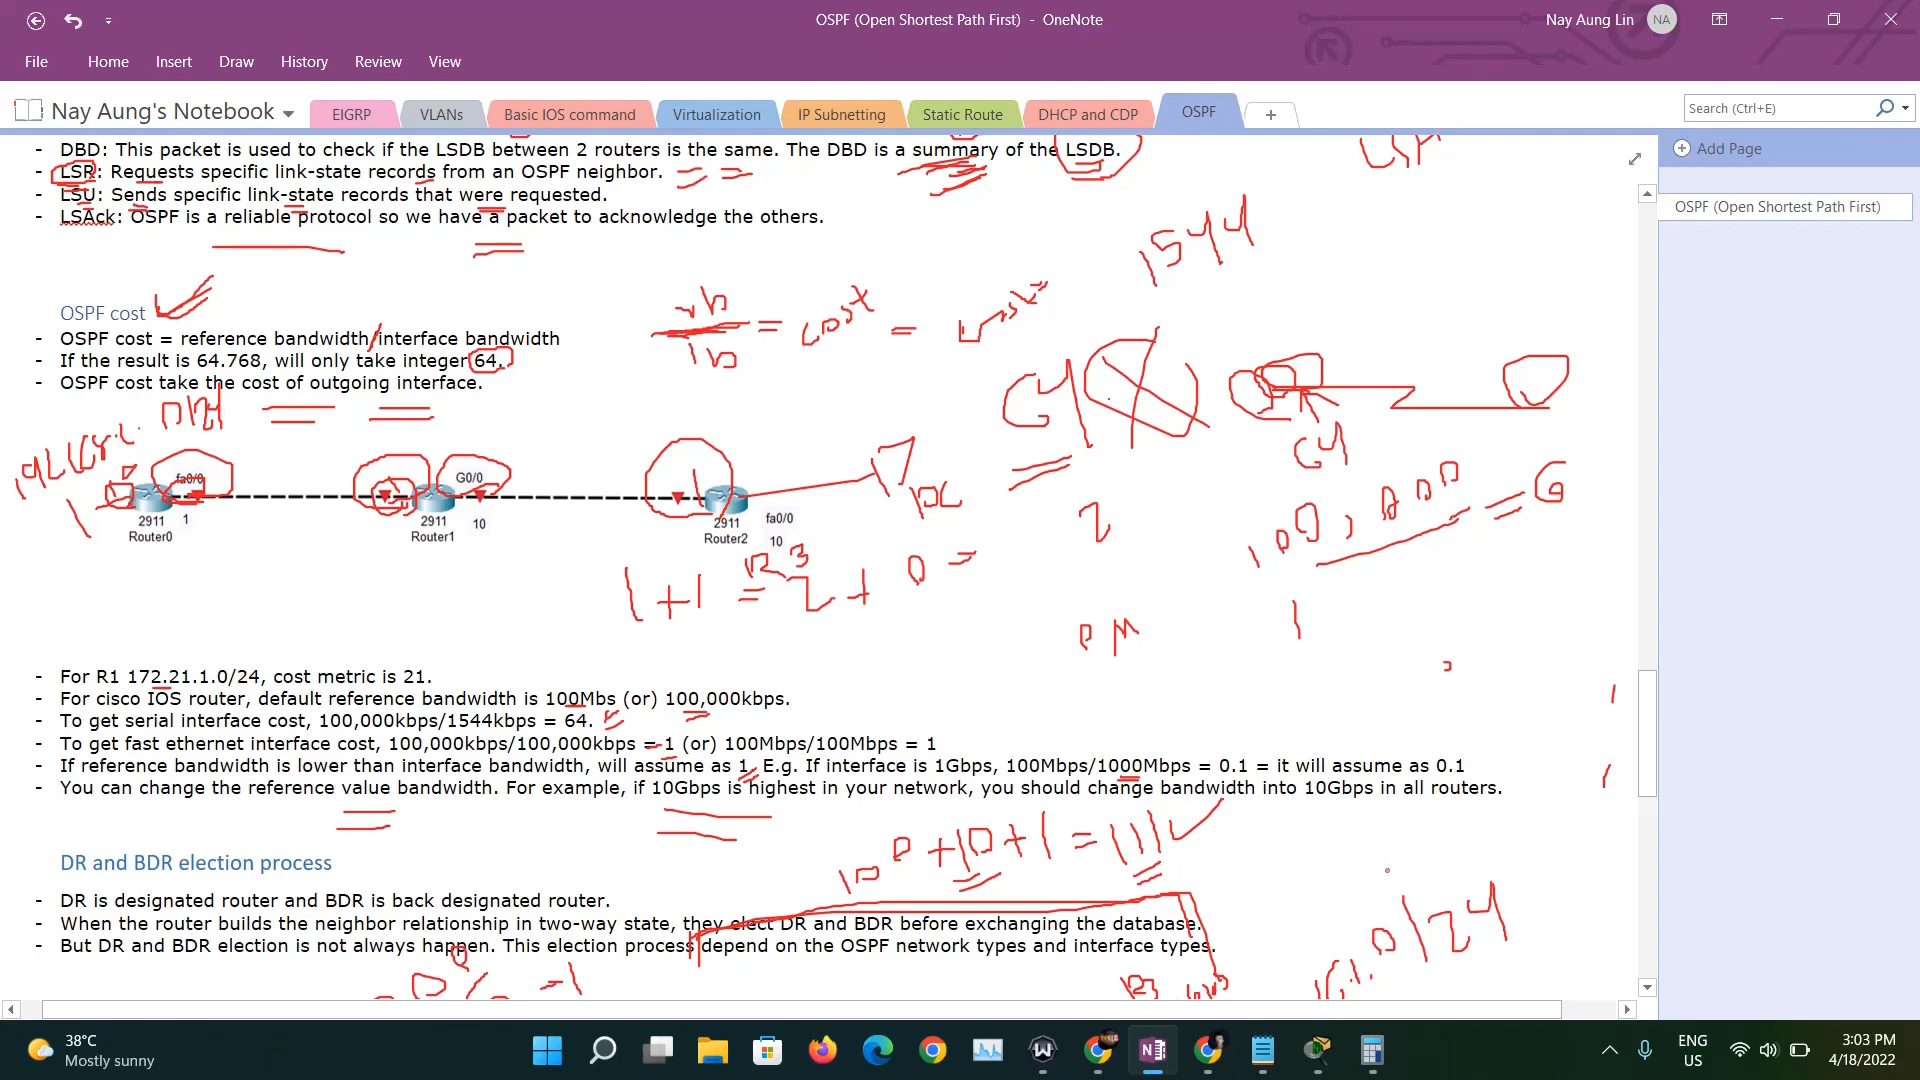 OSPF (Open Shortest Path First) - OneNote
Nay Aung Lin
NA
File Home Insert Draw History Review View
Nay Aung's Notebook
EIGRP VLANs Basic IOS command Virtualization IP Subnetting Static Route DHCP and CDP OSPF +
Search (Ctrl+E)
Add Page
OSPF (Open Shortest Path First)
- DBD: This packet is used to check if the LSDB between 2 routers is the same. The DBD is a summary of the LSDB.
- LSR: Requests specific link-state records from an OSPF neighbor.
- LSU: Sends specific link-state records that were requested.
- LSAck: OSPF is a reliable protocol so we have a packet to acknowledge the others.
1544
OSPF cost
= cost =
- OSPF cost = reference bandwidth/interface bandwidth
- If the result is 64.768, will only take integer 64.
- OSPF cost take the cost of outgoing interface.
0/24
fa0/0
G0/0
2911
1
Router0
2911
10
Router1
2911
fa0/0
Router2
10
1+1 = 2+0 =
- For R1 172.21.1.0/24, cost metric is 21.
- For cisco IOS router, default reference bandwidth is 100Mbs (or) 100,000kbps.
- To get serial interface cost, 100,000kbps/1544kbps = 64.
- To get fast ethernet interface cost, 100,000kbps/100,000kbps = 1 (or) 100Mbps/100Mbps = 1
- If reference bandwidth is lower than interface bandwidth, will assume as 1. E.g. If interface is 1Gbps, 100Mbps/1000Mbps = 0.1 = it will assume as 0.1
- You can change the reference value bandwidth. For example, if 10Gbps is highest in your network, you should change bandwidth into 10Gbps in all routers.
100+10+1=111
DR and BDR election process
- DR is designated router and BDR is back designated router.
- When the router builds the neighbor relationship in two-way state, they elect DR and BDR before exchanging the database.
- But DR and BDR election is not always happen. This election process depend on the OSPF network types and interface types.
0/24
38°C
Mostly sunny
ENG
US
3:03 PM
4/18/2022